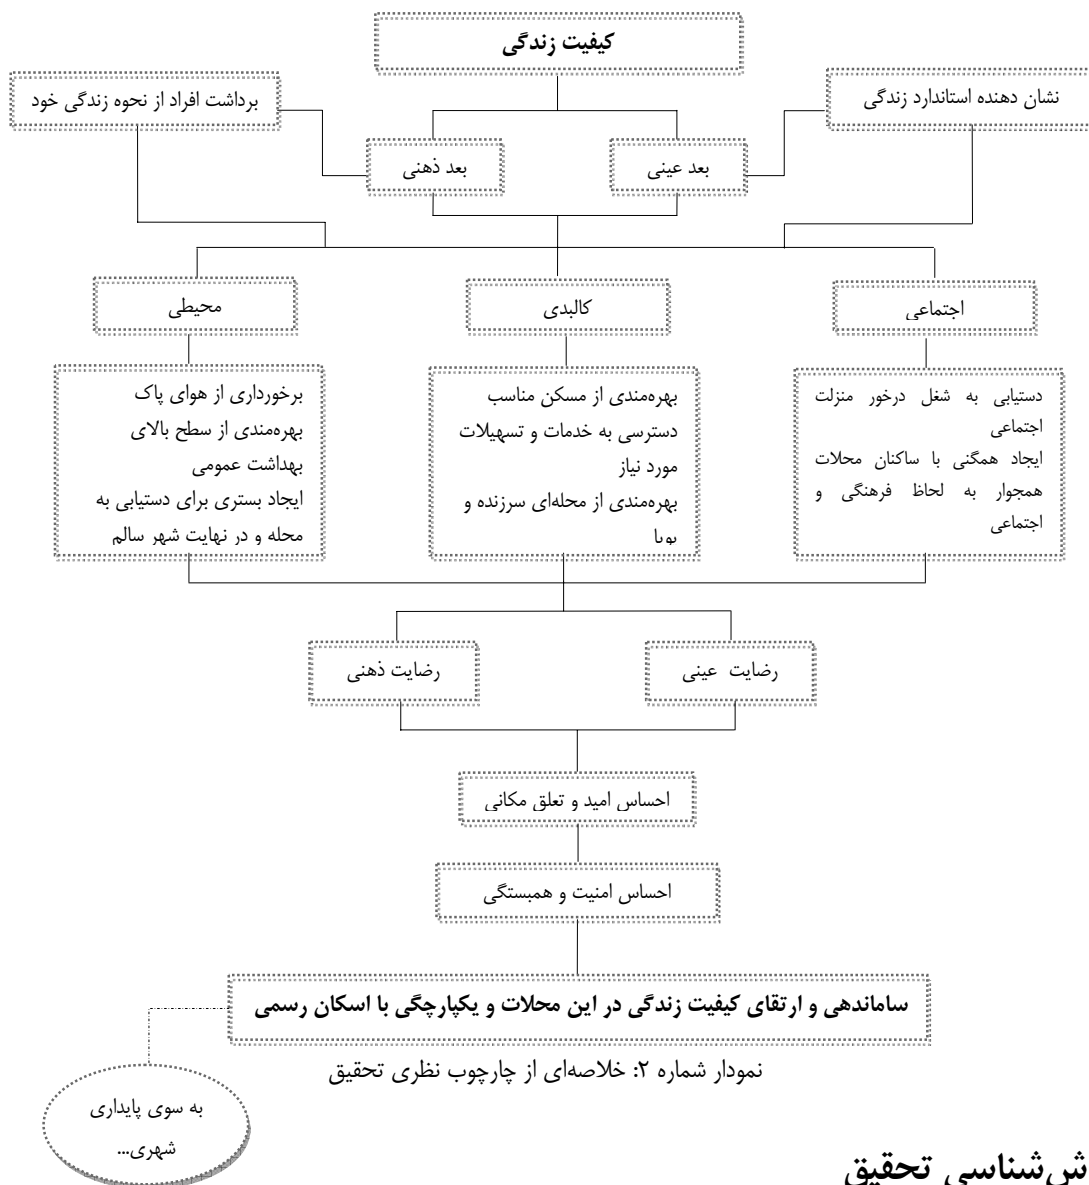 کیفیت زندگی
نشان دهنده استاندارد زندگی
برداشت افراد از نحوه زندگی خود
بعد عینی
بعد ذهنی
اجتماعی
کالبدی
محیطی
دستیابی به شغل درخور منزلت
اجتماعی
ایجاد همگنی با ساکنان محلات
همجوار به لحاظ فرهنگی و
اجتماعی
بهره‌مندی از مسکن مناسب
دسترسی به خدمات و تسهیلات
مورد نیاز
بهره‌مندی از محله‌ای سرزنده و
پویا
برخورداری از هوای پاک
بهره‌مندی از سطح بالای
بهداشت عمومی
ایجاد بستری برای دستیابی به
محله و در نهایت شهر سالم
رضایت عینی
رضایت ذهنی
احساس امید و تعلق مکانی
احساس امنیت و همبستگی
ساماندهی و ارتقای کیفیت زندگی در این محلات و یکپارچگی با اسکان رسمی
نمودار شماره ۲: خلاصه‌ای از چارچوب نظری تحقیق
به سوی پایداری
شهری...
ش‌شناسی تحقیق